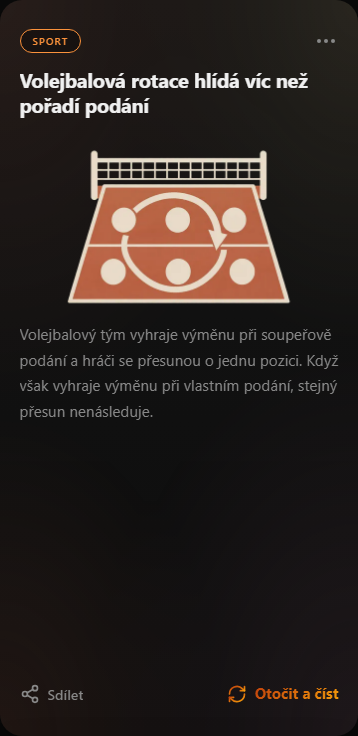 SPORT
Volejbalová rotace hlídá víc než
pořadí podání
Volejbalový tým vyhraje výměnu při soupeřově
podání a hráči se přesunou o jednu pozici. Když
však vyhraje výměnu při vlastním podání, stejný
přesun nenásleduje.
Sdílet
Otočit a číst